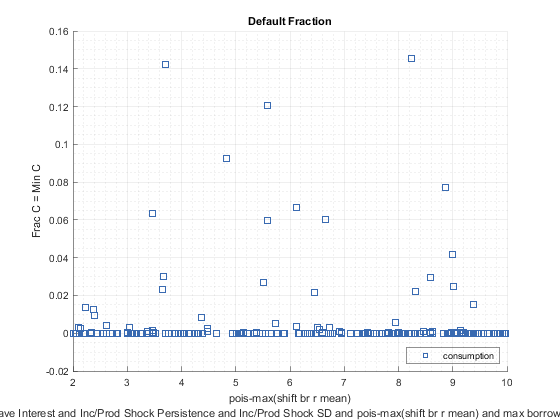 Default Fraction
0.16
0.14
0.12
0.1
0.08
0.06
0.04
0.02
0
-0.02
Frac C = Min C
consumption
2 3 4 5 6 7 8 9 10
pois-max(shift br r mean)
ave Interest and Inc/Prod Shock Persistence and Inc/Prod Shock SD and pois-max(shift br r mean) and max borrow